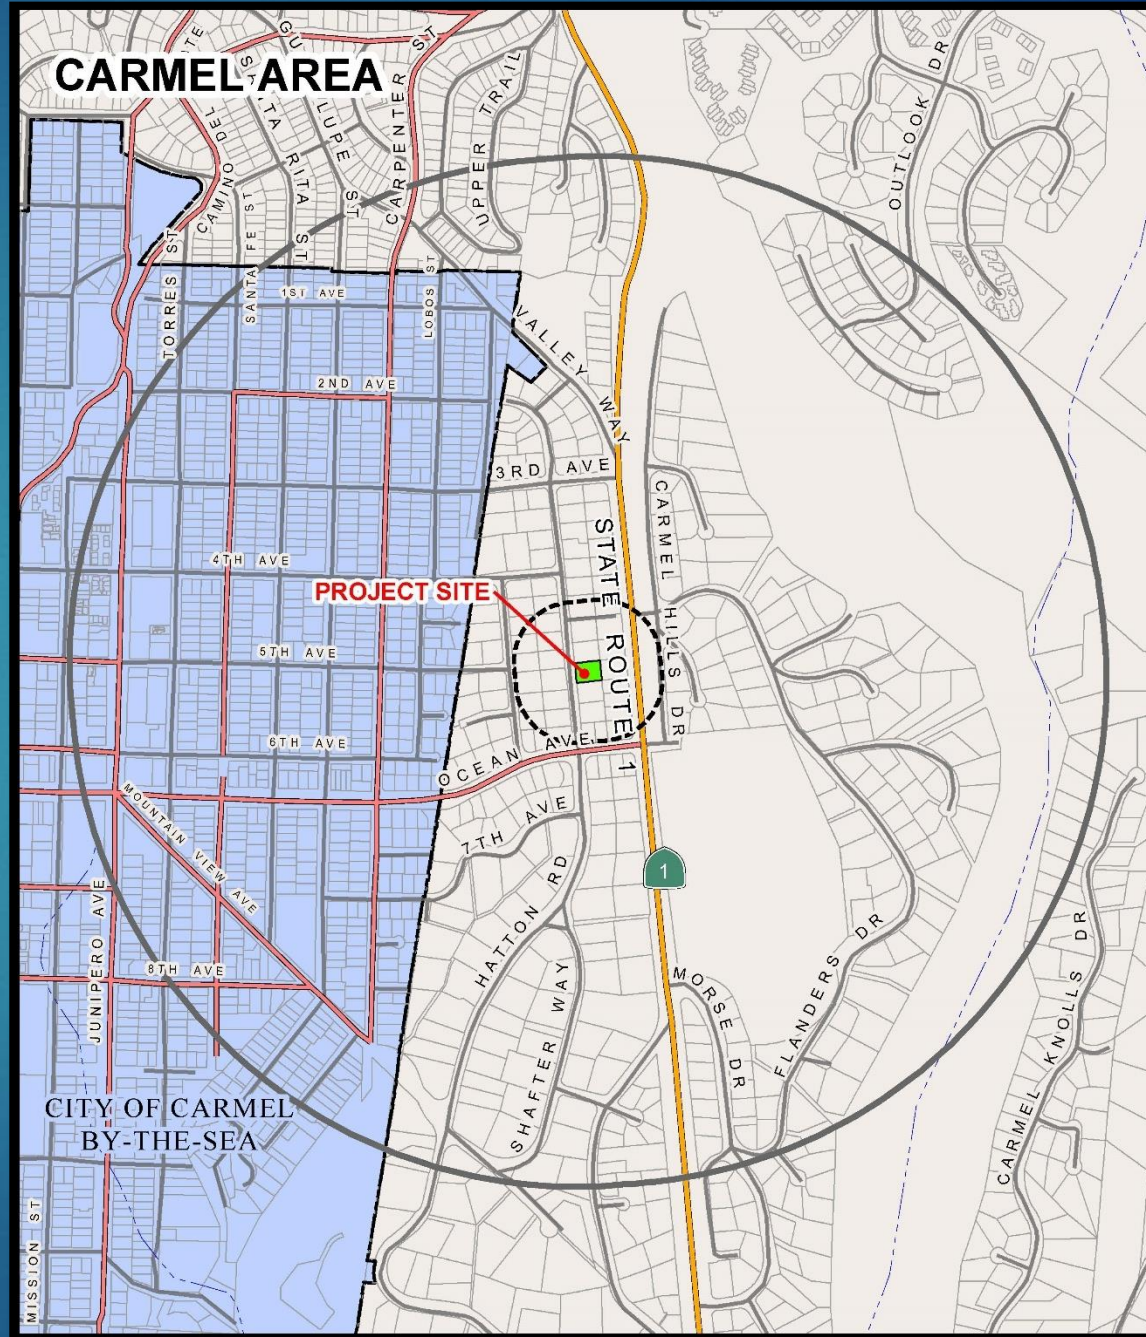 CARMEL AREA
CAMINO DEL
SANTA RITA ST
CARPENTER ST
UPPER TRAIL
OUTLOOK DR
TORRES ST
SANTA FE ST
LOBOS ST
1ST AVE
VALLEY WAY
2ND AVE
3RD AVE
CARMEL HILLS DR
STATE ROUTE 1
4TH AVE
PROJECT SITE
5TH AVE
6TH AVE
OCEAN AVE
MOUNTAIN VIEW AVE
7TH AVE
1
HATTON RD
JUNIPERO AVE
8TH AVE
SHAFTER WAY
MORSE DR
FLANDERS DR
CARMEL KNOLLS DR
CITY OF CARMEL
BY-THE-SEA
MISSION ST